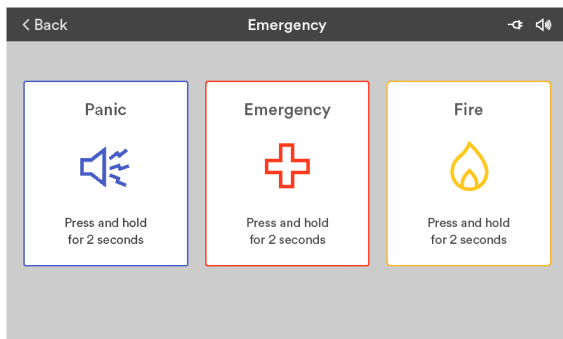 Back
Emergency
Panic
Emergency
Fire
Press and hold
for 2 seconds
Press and hold
for 2 seconds
Press and hold
for 2 seconds